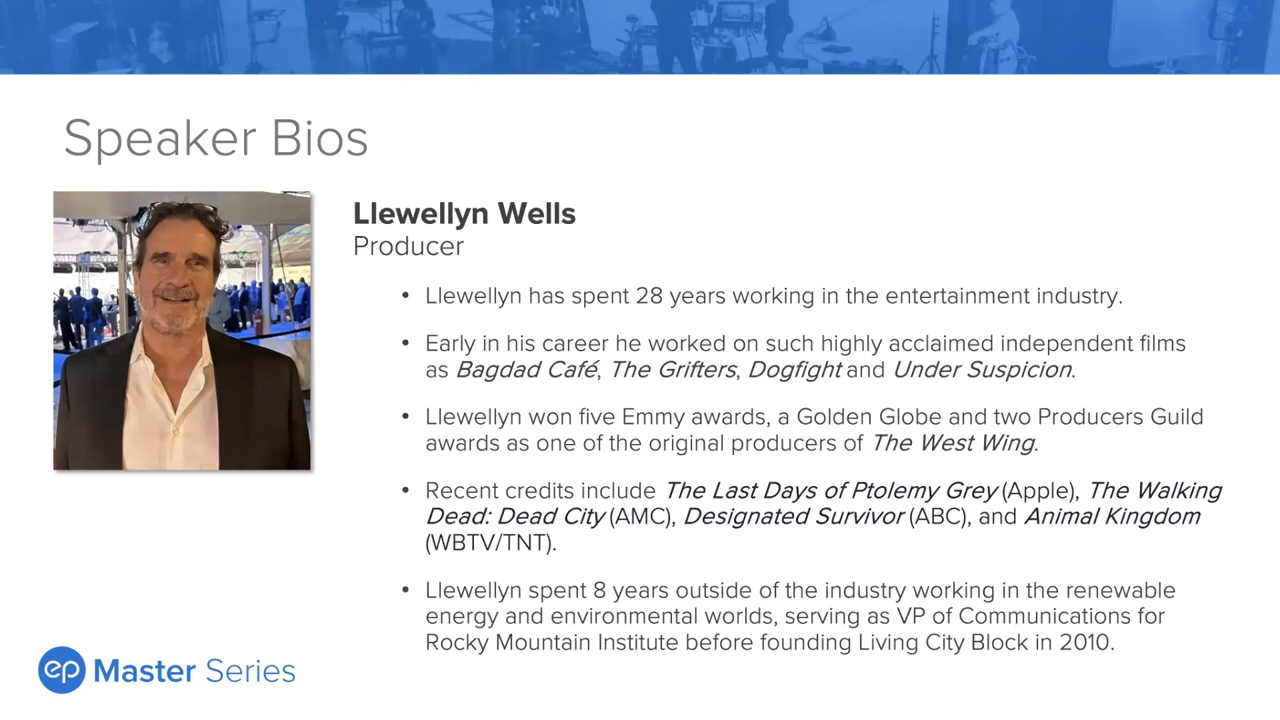 Speaker Bios
Llewellyn Wells
Producer
• Llewellyn has spent 28 years working in the entertainment industry.
• Early in his career he worked on such highly acclaimed independent films
as Bagdad Café, The Grifters, Dogfight and Under Suspicion.
• Llewellyn won five Emmy awards, a Golden Globe and two Producers Guild
awards as one of the original producers of The West Wing.
• Recent credits include The Last Days of Ptolemy Grey (Apple), The Walking
Dead: Dead City (AMC), Designated Survivor (ABC), and Animal Kingdom
(WBTV/TNT).
• Llewellyn spent 8 years outside of the industry working in the renewable
energy and environmental worlds, serving as VP of Communications for
Rocky Mountain Institute before founding Living City Block in 2010.
ep Master Series